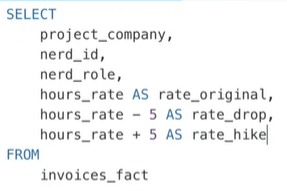 SELECT
    project_company,
    nerd_id,
    nerd_role,
    hours_rate AS rate_original,
    hours_rate - 5 AS rate_drop,
    hours_rate + 5 AS rate_hike
FROM
    invoices_fact